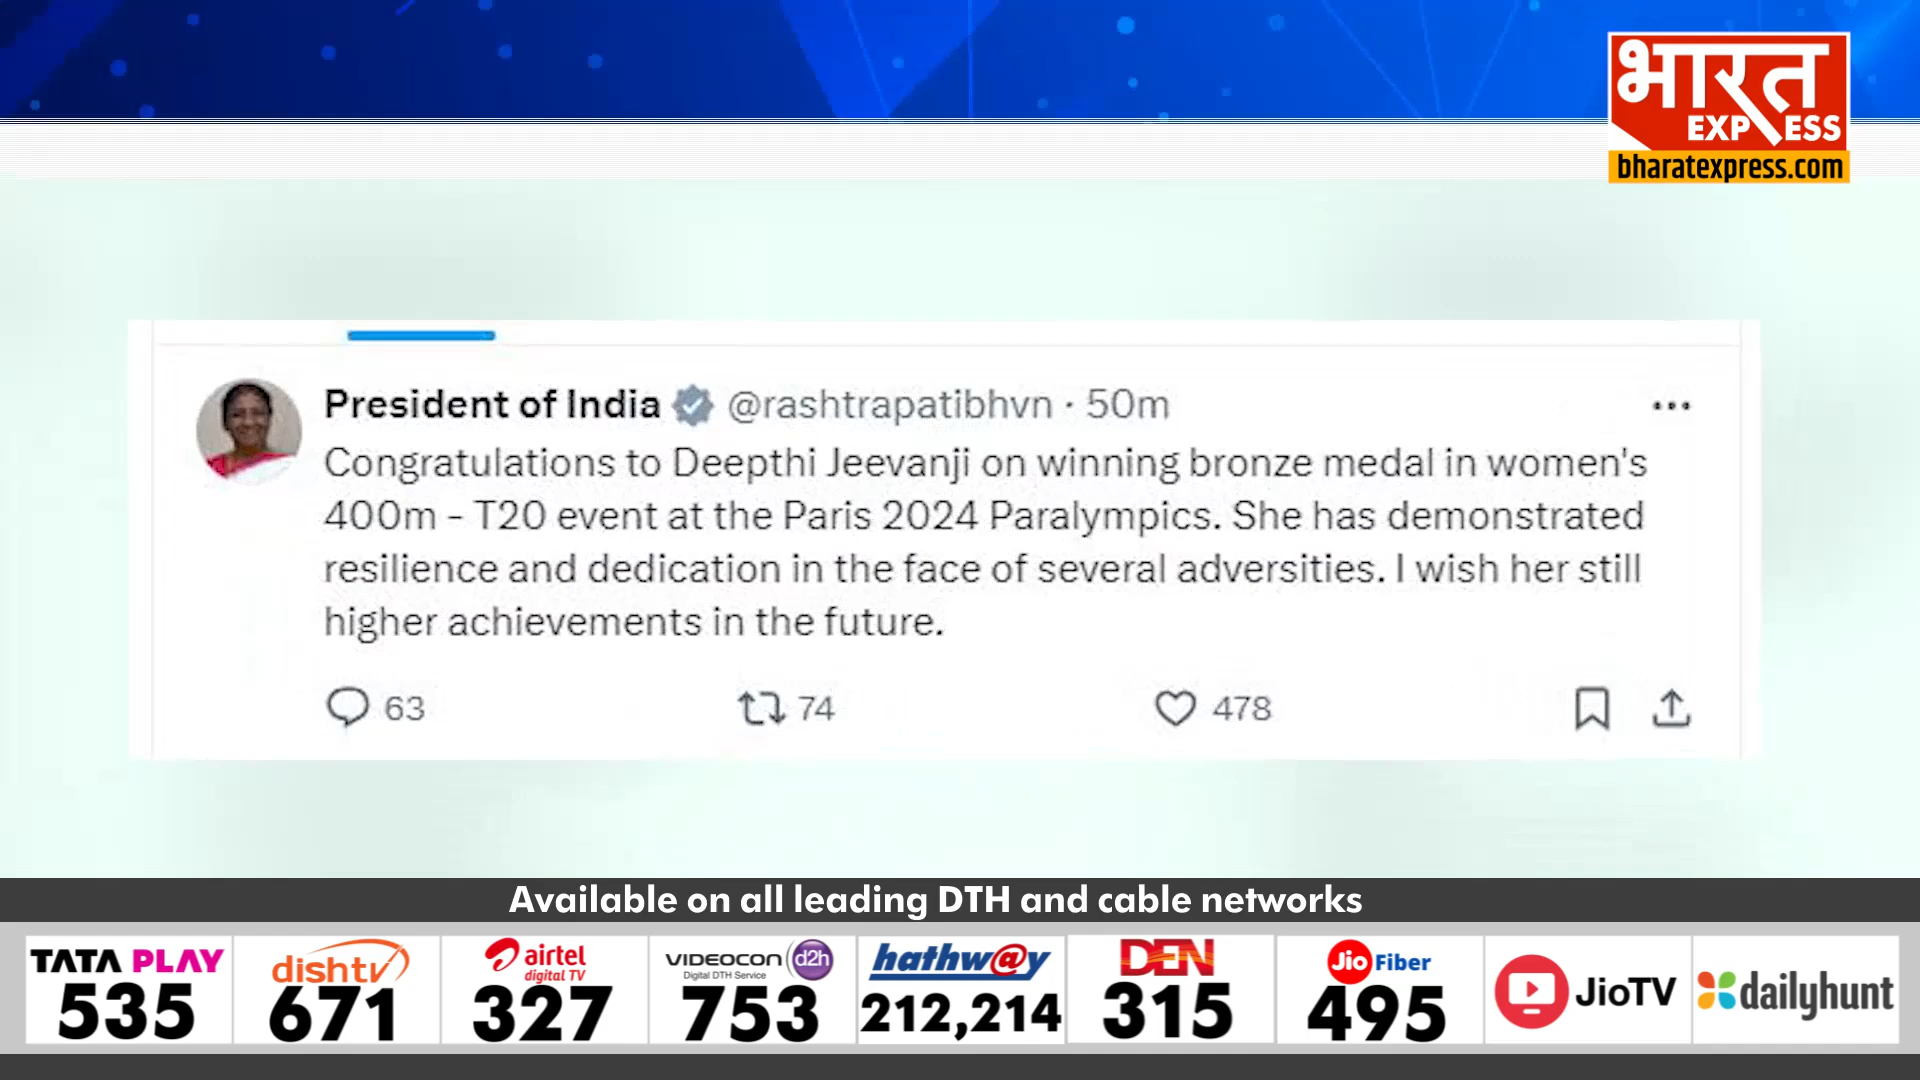 भारत
EXPRESS
bharatexpress.com
President of India @rashtrapatibhvn · 50m
Congratulations to Deepthi Jeevanji on winning bronze medal in women's
400m – T20 event at the Paris 2024 Paralympics. She has demonstrated
resilience and dedication in the face of several adversities. I wish her still
higher achievements in the future.
63 74 478
Available on all leading DTH and cable networks
TATA PLAY
535
dishtv
671
airtel
digital TV
327
VIDEOCON d2h
Digital DTH Service
753
hathw@y
212,214
DEN
315
Jio Fiber
495
JioTV
dailyhunt